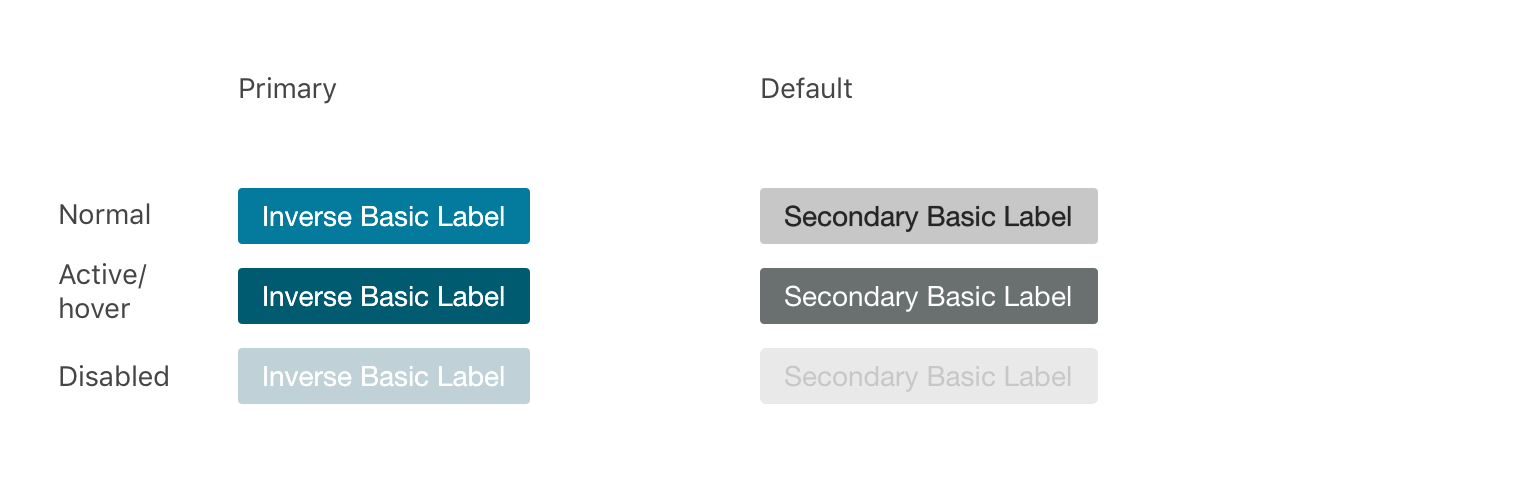 Primary Default
Normal Inverse Basic Label Secondary Basic Label
Active/
hover Inverse Basic Label Secondary Basic Label
Disabled Inverse Basic Label Secondary Basic Label